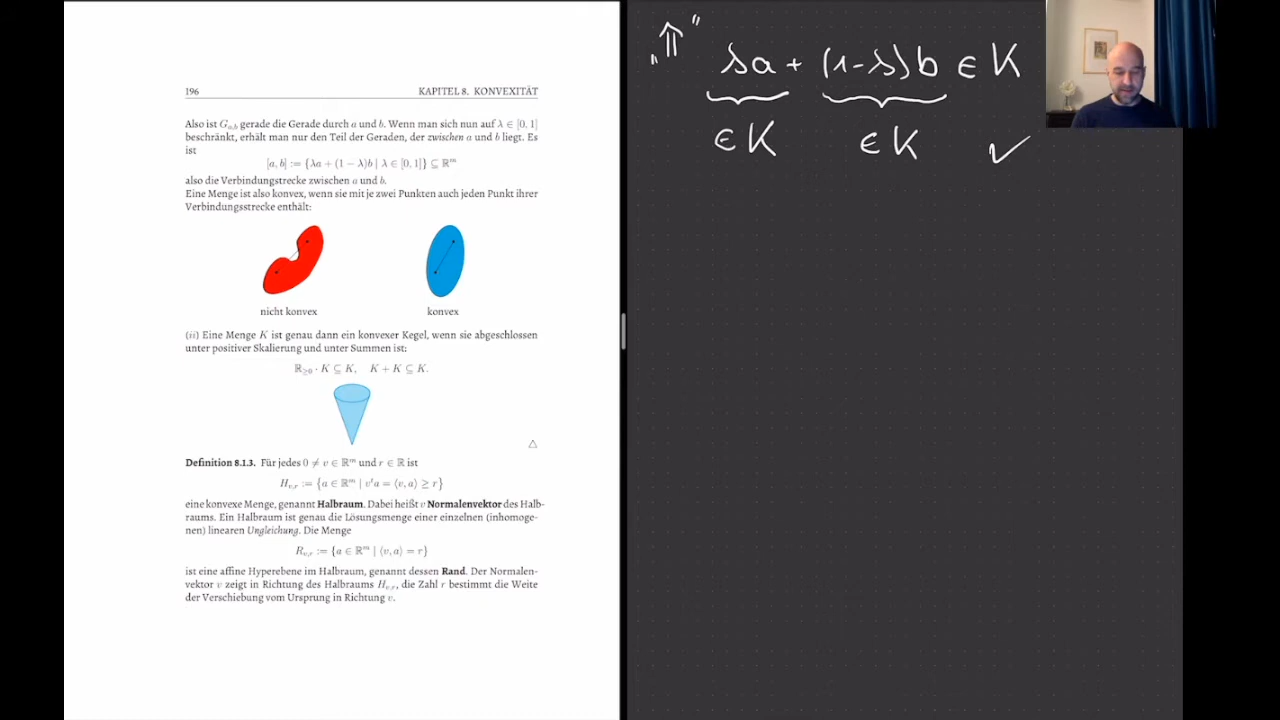 196 KAPITEL 8. KONVEXITÄT
Also ist G_{a,b} gerade die Gerade durch a und b. Wenn man sich nun auf λ ∈ [0, 1]
beschränkt, erhält man nur den Teil der Geraden, der zwischen a und b liegt. Es
ist
[a, b] := {λa + (1 − λ)b | λ ∈ [0, 1]} ⊆ ℝ^m
also die Verbindungstrecke zwischen a und b.
Eine Menge ist also konvex, wenn sie mit je zwei Punkten auch jeden Punkt ihrer
Verbindungsstrecke enthält:
nicht konvex konvex
(ii) Eine Menge K ist genau dann ein konvexer Kegel, wenn sie abgeschlossen
unter positiver Skalierung und unter Summen ist:
ℝ_{≥0} · K ⊆ K, K + K ⊆ K.
△
Definition 8.1.3. Für jedes 0 ≠ v ∈ ℝ^m und r ∈ ℝ ist
H_{v,r} := {a ∈ ℝ^m | v^t a = ⟨v, a⟩ ≥ r}
eine konvexe Menge, genannt Halbraum. Dabei heißt v Normalenvektor des Halb-
raums. Ein Halbraum ist genau die Lösungsmenge einer einzelnen (inhomoge-
nen) linearen Ungleichung. Die Menge
R_{v,r} := {a ∈ ℝ^m | ⟨v, a⟩ = r}
ist eine affine Hyperebene im Halbraum, genannt dessen Rand. Der Normalen-
vektor v zeigt in Richtung des Halbraums H_{v,r}, die Zahl r bestimmt die Weite
der Verschiebung vom Ursprung in Richtung v.
„⇑" λa + (1-λ)b ∈ K
∈ K ∈ K ✓